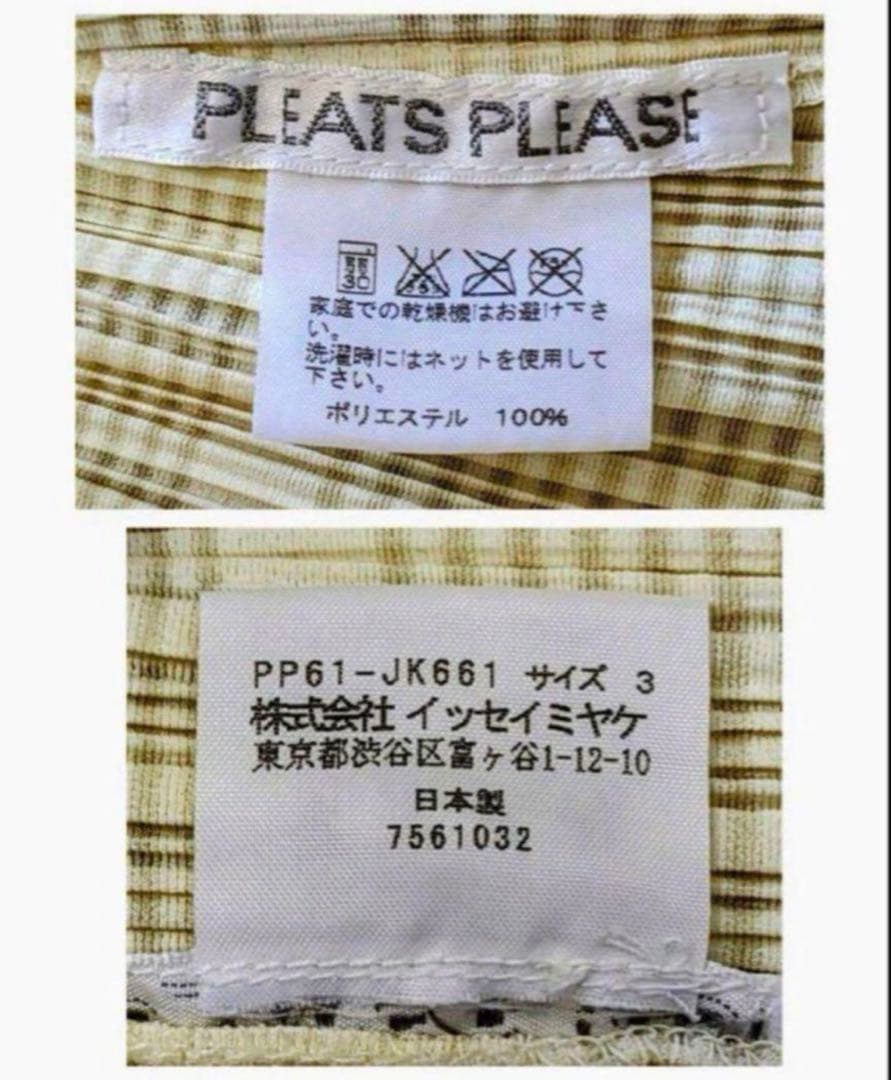 PLEATS PLEASE
30
家庭での乾燥機はお避け下さ
い。
洗濯時にはネットを使用して
下さい。
ポリエステル 100%
PP61-JK661 サイズ 3
株式会社 イッセイミヤケ
東京都渋谷区富ヶ谷1-12-10
日本製
7561032